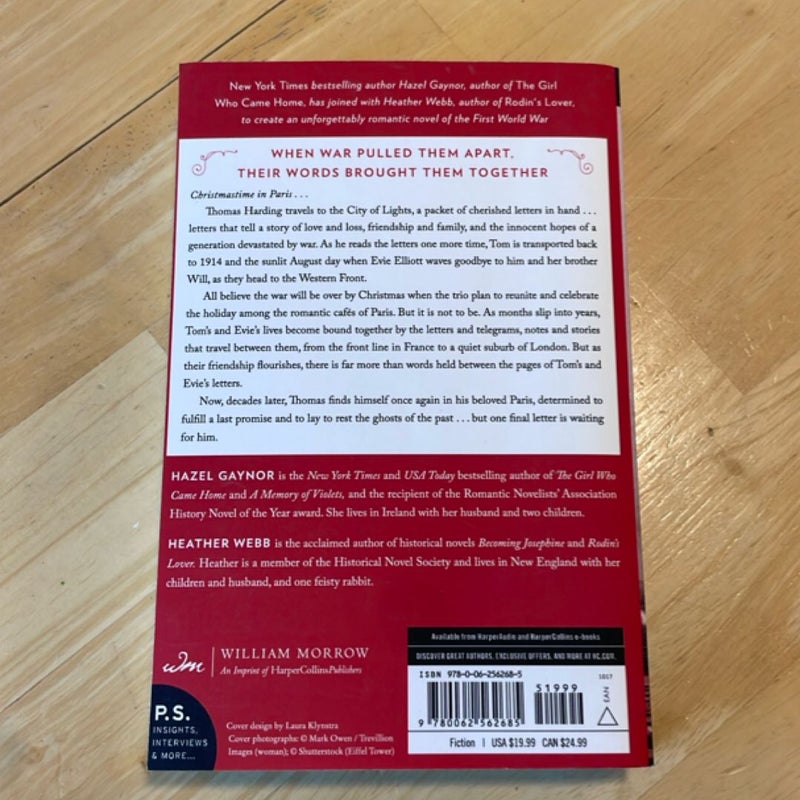 New York Times bestselling author Hazel Gaynor, author of The Girl
Who Came Home, has joined with Heather Webb, author of Rodin's Lover,
to create an unforgettably romantic novel of the First World War
WHEN WAR PULLED THEM APART,
THEIR WORDS BROUGHT THEM TOGETHER
Christmastime in Paris . . .
Thomas Harding travels to the City of Lights, a packet of cherished letters in hand . . .
letters that tell a story of love and loss, friendship and family, and the innocent hopes of a
generation devastated by war. As he reads the letters one more time, Tom is transported back
to 1914 and the sunlit August day when Evie Elliott waves goodbye to him and her brother
Will, as they head to the Western Front.
All believe the war will be over by Christmas when the trio plan to reunite and celebrate
the holiday among the romantic cafés of Paris. But it is not to be. As months slip into years,
Tom's and Evie's lives become bound together by the letters and telegrams, notes and stories
that travel between them, from the front line in France to a quiet suburb of London. But as
their friendship flourishes, there is far more than words held between the pages of Tom's and
Evie's letters.
Now, decades later, Thomas finds himself once again in his beloved Paris, determined to
fulfill a last promise and to lay to rest the ghosts of the past . . . but one final letter is waiting
for him.
HAZEL GAYNOR is the New York Times and USA Today bestselling author of The Girl Who
Came Home and A Memory of Violets, and the recipient of the Romantic Novelists' Association
History Novel of the Year award. She lives in Ireland with her husband and two children.
HEATHER WEBB is the acclaimed author of historical novels Becoming Josephine and Rodin's
Lover. Heather is a member of the Historical Novel Society and lives in New England with her
children and husband, and one feisty rabbit.
wm
WILLIAM MORROW
An Imprint of HarperCollinsPublishers
Available from HarperAudio and HarperCollins e-books
DISCOVER GREAT AUTHORS, EXCLUSIVE OFFERS, AND MORE AT HC.COM.
ISBN 978-0-06-256268-5
51999
1017
EAN
9 780062 562685
Fiction | USA $19.99 CAN $24.99
P.S.
INSIGHTS,
INTERVIEWS
& MORE...
Cover design by Laura Klynstra
Cover photographs: © Mark Owen / Trevillion
Images (woman); © Shutterstock (Eiffel Tower)